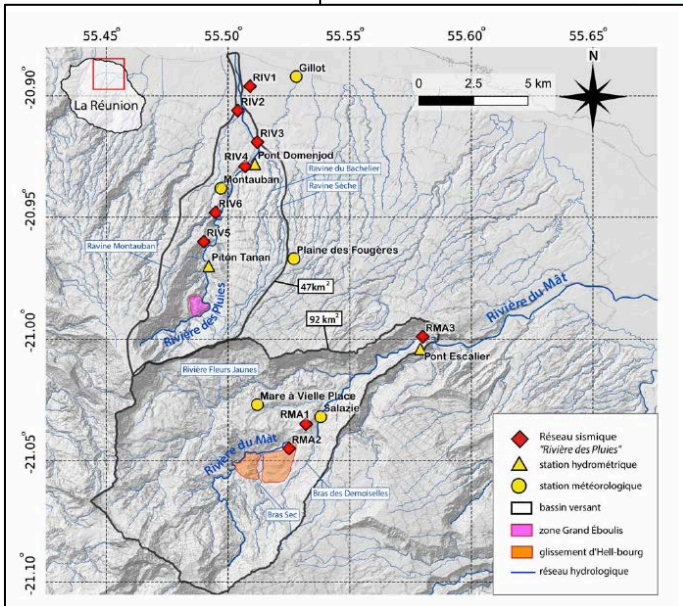 55.45°
55.50°
55.55°
55.60°
55.65°
-20.90°
-20.95°
-21.00°
-21.05°
-21.10°
La Réunion
RIV1
Gillot
RIV2
RIV3
RIV4
Pont Domenjod
Montauban
Ravine du Bachelier
Ravine Sèche
RIV6
Ravine Montauban
RIV5
Piton Tanan
Plaine des Fougères
47km²
Rivière des Pluies
92 km²
Rivière du Mât
RMA3
Pont Escalier
Rivière Fleurs Jaunes
Mare à Vielle Place
Salazie
RMA1
Rivière du Mât
RMA2
Bras des Demoiselles
Bras Sec
0 2.5 5 km
N
Réseau sismique
"Rivière des Pluies"
station hydrométrique
station météorologique
bassin versant
zone Grand Éboulis
glissement d'Hell-bourg
réseau hydrologique